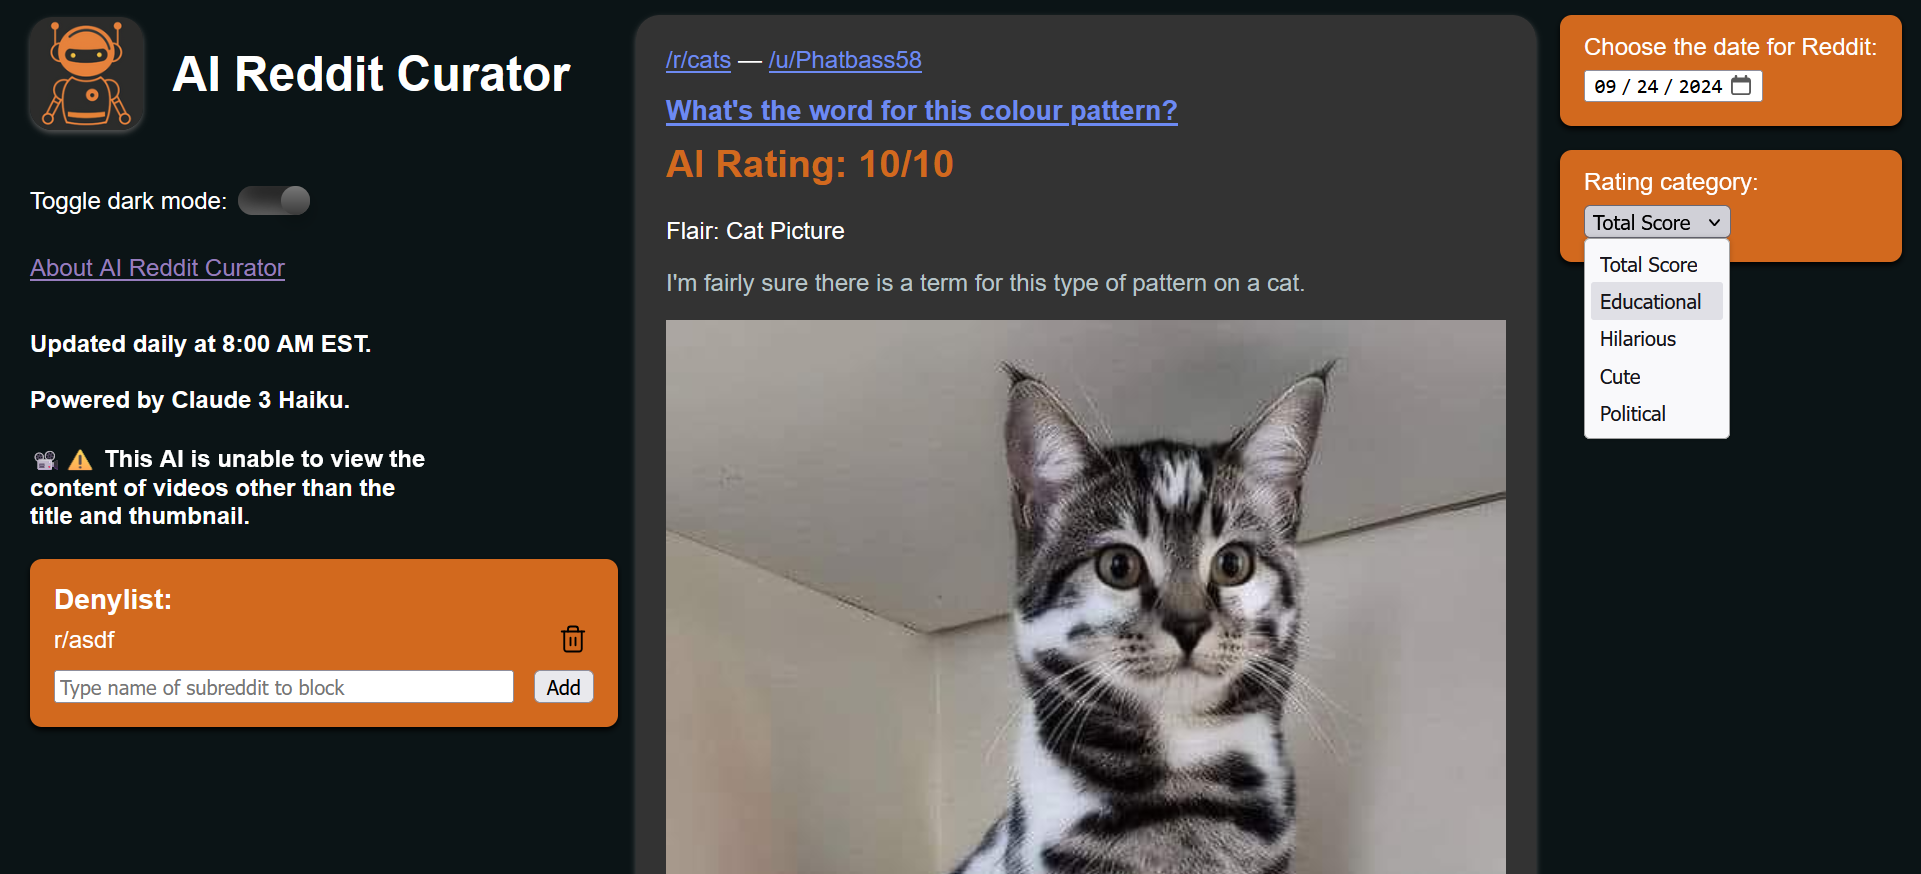 AI Reddit Curator
Toggle dark mode:
About AI Reddit Curator
Updated daily at 8:00 AM EST.
Powered by Claude 3 Haiku.
📽️ ⚠️ This AI is unable to view the
content of videos other than the
title and thumbnail.
Denylist:
r/asdf
Type name of subreddit to block
Add
/r/cats — /u/Phatbass58
What's the word for this colour pattern?
AI Rating: 10/10
Flair: Cat Picture
I'm fairly sure there is a term for this type of pattern on a cat.
Choose the date for Reddit:
09 / 24 / 2024
Rating category:
Total Score
Total Score
Educational
Hilarious
Cute
Political